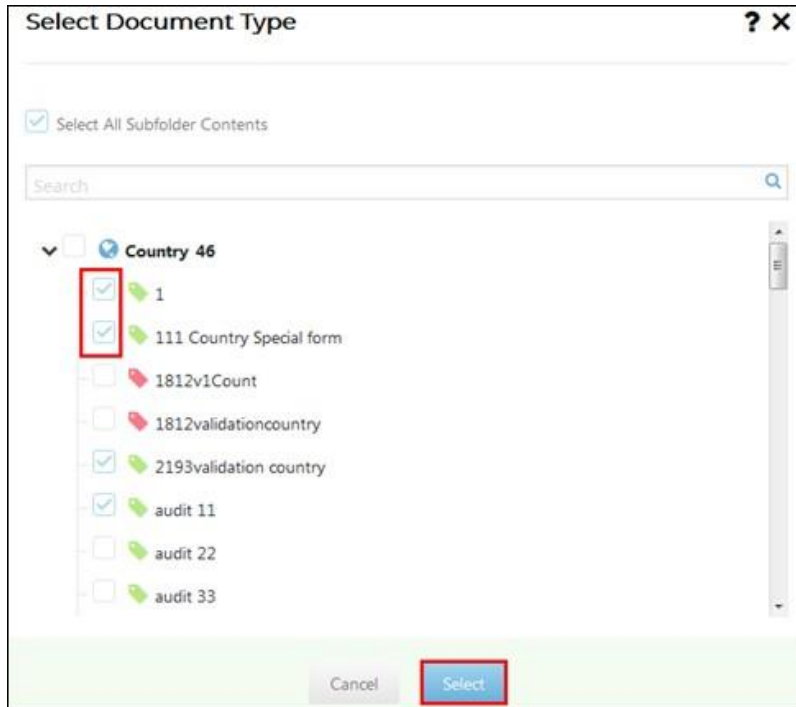 Select Document Type
Select All Subfolder Contents
Search
Country 46
1
111 Country Special form
1812v1Count
1812validationcountry
2193validation country
audit 11
audit 22
audit 33
Cancel Select